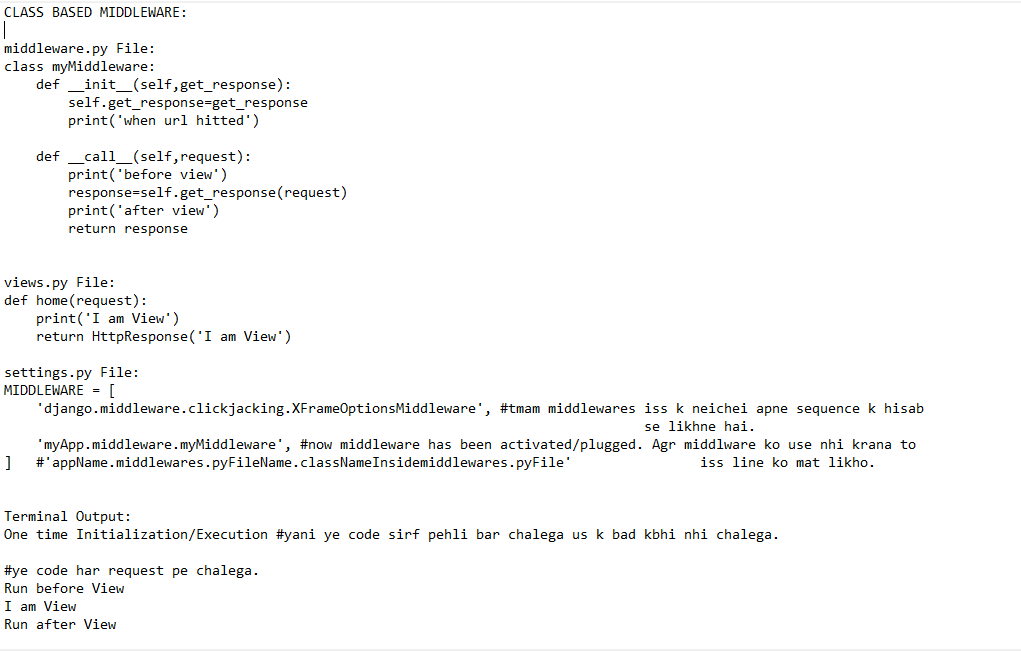 CLASS BASED MIDDLEWARE:
middleware.py File:
class myMiddleware:
    def __init__(self,get_response):
        self.get_response=get_response
        print('when url hitted')
    def __call__(self,request):
        print('before view')
        response=self.get_response(request)
        print('after view')
        return response
views.py File:
def home(request):
    print('I am View')
    return HttpResponse('I am View')
settings.py File:
MIDDLEWARE = [
    'django.middleware.clickjacking.XFrameOptionsMiddleware', #tmam middlewares iss k neichei apne sequence k hisab
se likhne hai.
    'myApp.middleware.myMiddleware', #now middleware has been activated/plugged. Agr middlware ko use nhi krana to
]   #'appName.middlewares.pyFileName.classNameInsidemiddlewares.pyFile'                iss line ko mat likho.
Terminal Output:
One time Initialization/Execution #yani ye code sirf pehli bar chalega us k bad kbhi nhi chalega.
#ye code har request pe chalega.
Run before View
I am View
Run after View